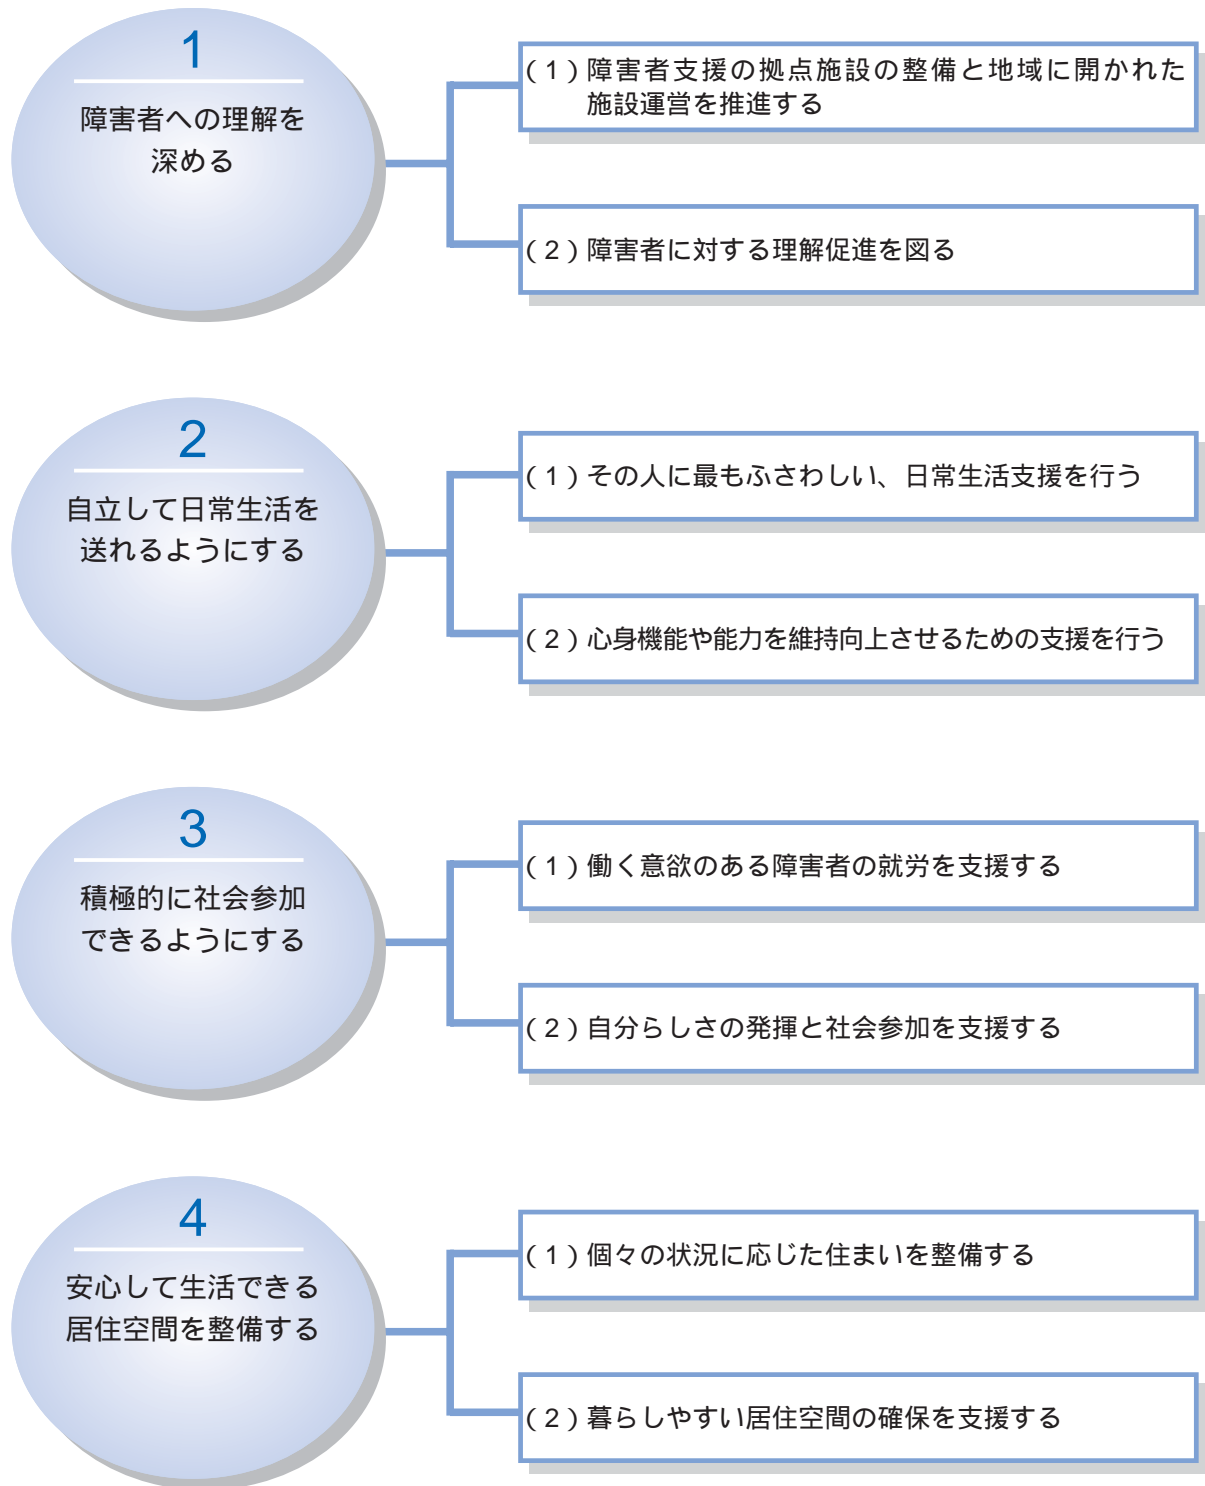 1
障害者への理解を
深める
(1)障害者支援の拠点施設の整備と地域に開かれた
施設運営を推進する
(2)障害者に対する理解促進を図る
2
自立して日常生活を
送れるようにする
(1)その人に最もふさわしい、日常生活支援を行う
(2)心身機能や能力を維持向上させるための支援を行う
3
積極的に社会参加
できるようにする
(1)働く意欲のある障害者の就労を支援する
(2)自分らしさの発揮と社会参加を支援する
4
安心して生活できる
居住空間を整備する
(1)個々の状況に応じた住まいを整備する
(2)暮らしやすい居住空間の確保を支援する